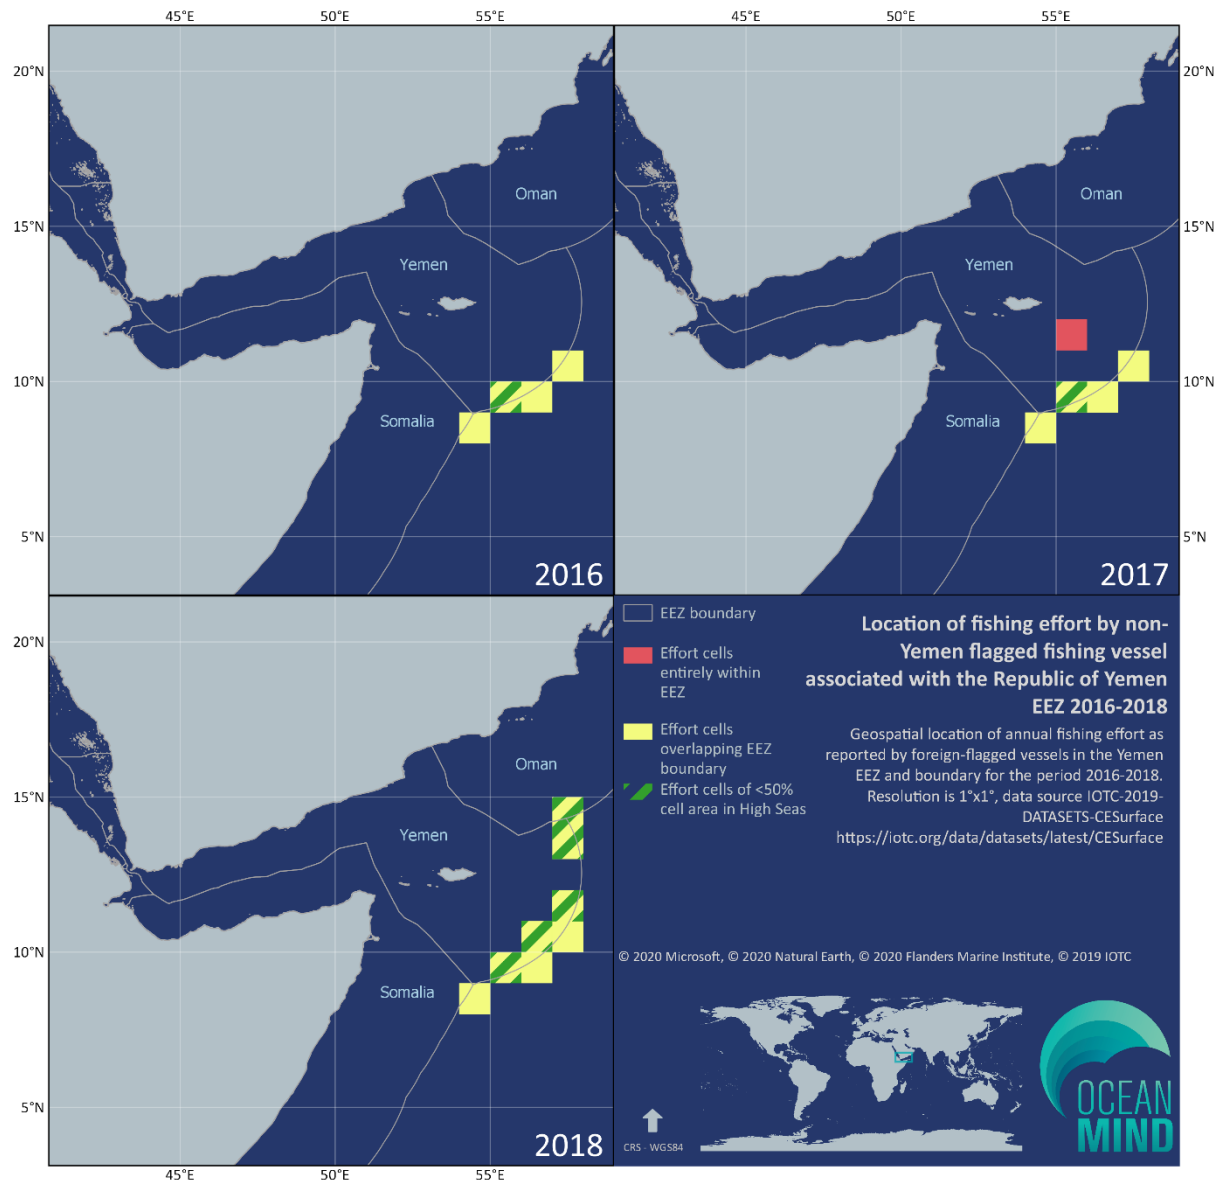 45°E 50°E 55°E 45°E 50°E 55°E
20°N 20°N
Oman Oman
15°N 15°N
Yemen Yemen
10°N 10°N
Somalia Somalia
5°N 5°N
2016 2017
EEZ boundary
Effort cells
entirely within
EEZ
Effort cells
overlapping EEZ
boundary
Effort cells of <50%
cell area in High Seas
Location of fishing effort by non-
Yemen flagged fishing vessel
associated with the Republic of Yemen
EEZ 2016-2018
Geospatial location of annual fishing effort as
reported by foreign-flagged vessels in the Yemen
EEZ and boundary for the period 2016-2018.
Resolution is 1°x1°, data source IOTC-2019-
DATASETS-CESurface
https://iotc.org/data/datasets/latest/CESurface
20°N
Oman
15°N
Yemen
10°N
Somalia
5°N
2018
45°E 50°E 55°E
© 2020 Microsoft, © 2020 Natural Earth, © 2020 Flanders Marine Institute, © 2019 IOTC
CRS - WGS84
OCEAN
MIND